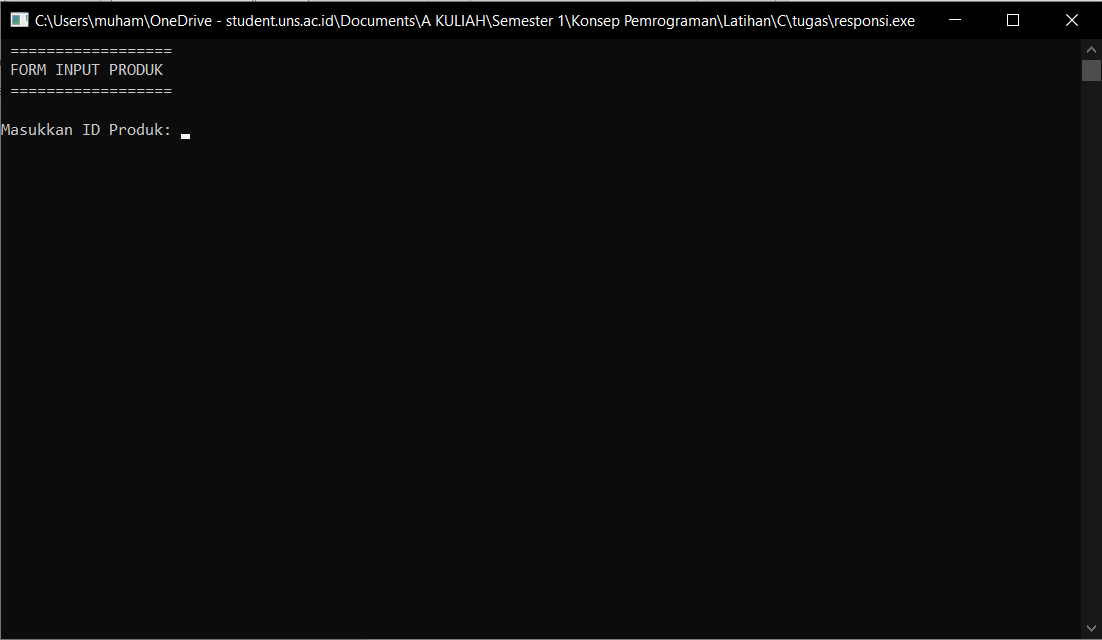 C:\Users\muham\OneDrive - student.uns.ac.id\Documents\A KULIAH\Semester 1\Konsep Pemrograman\Latihan\C\tugas\responsi.exe
==================
FORM INPUT PRODUK
==================
Masukkan ID Produk: